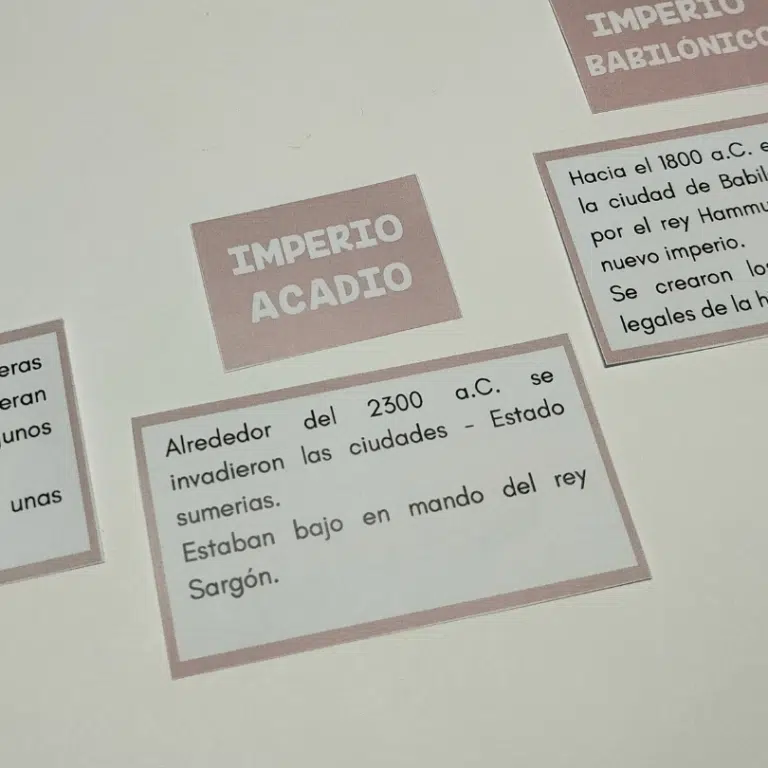 IMPERIO
BABILÓNICO
Hacia el 1800 a.C.
la ciudad de
por el rey
nuevo imperio.
Se crearon
legales de la
IMPERIO
ACADIO
Alrededor del 2300 a.C. se
invadieron las ciudades - Estado
sumerias.
Estaban bajo en mando del rey
Sargón.
eran
unas